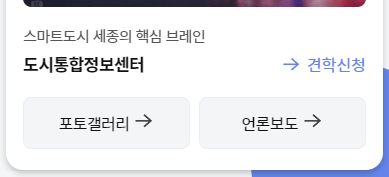 스마트도시 세종의 핵심 브레인
도시통합정보센터 → 견학신청
포토갤러리 → 언론보도 →